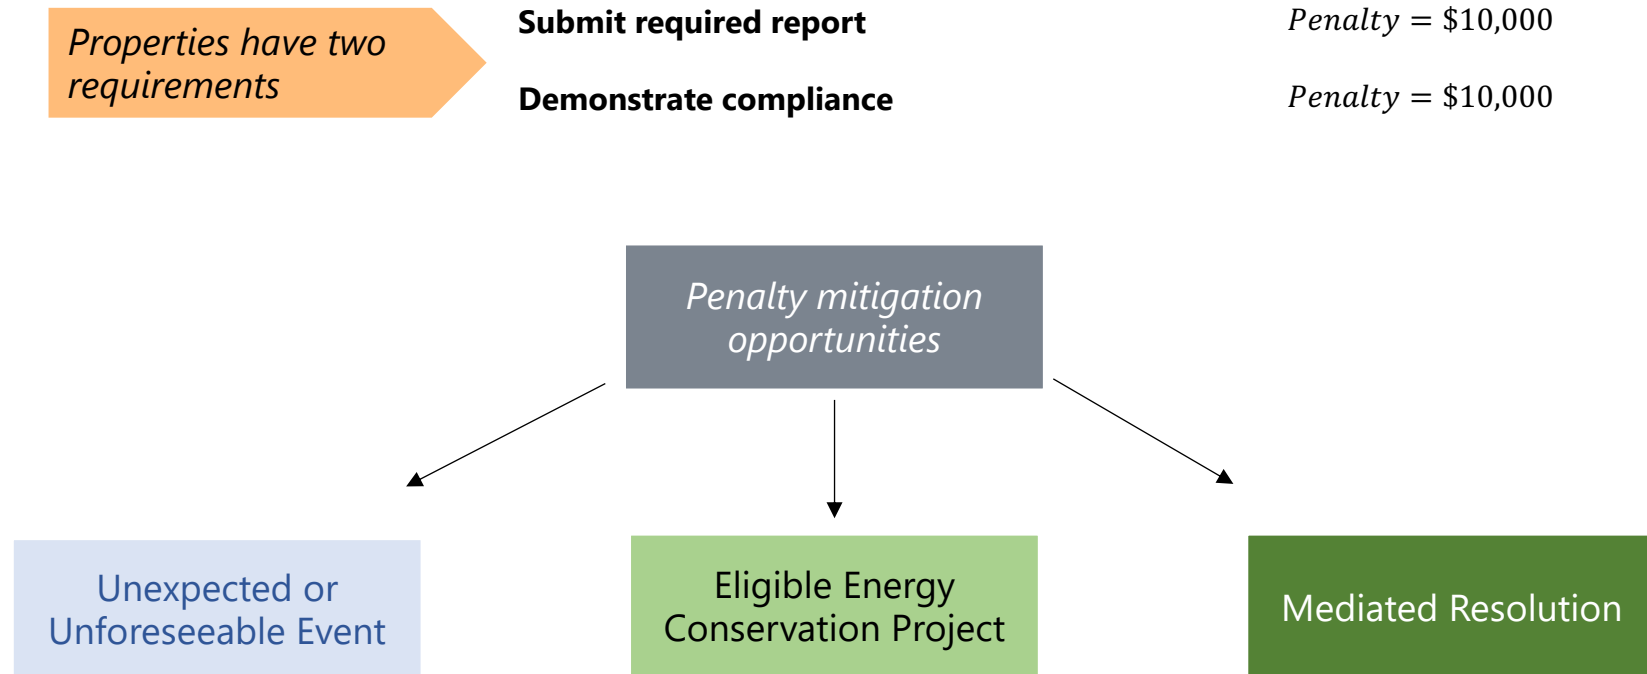 Properties have two
requirements
Submit required report
Penalty = $10,000
Demonstrate compliance
Penalty = $10,000
Penalty mitigation
opportunities
Unexpected or
Unforeseeable Event
Eligible Energy
Conservation Project
Mediated Resolution